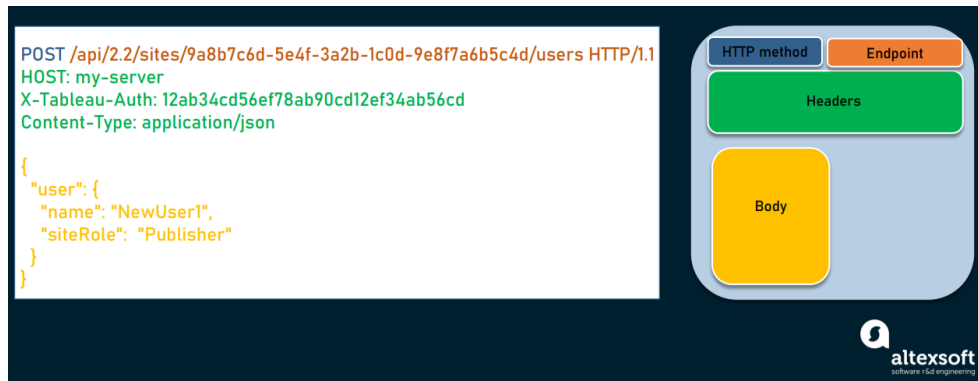 POST /api/2.2/sites/9a8b7c6d-5e4f-3a2b-1c0d-9e8f7a6b5c4d/users HTTP/1.1
HOST: my-server
X-Tableau-Auth: 12ab34cd56ef78ab90cd12ef34ab56cd
Content-Type: application/json
{
"user": {
"name": "NewUser1",
"siteRole": "Publisher"
}
}
HTTP method
Endpoint
Headers
Body
altexsoft
software r&d engineering